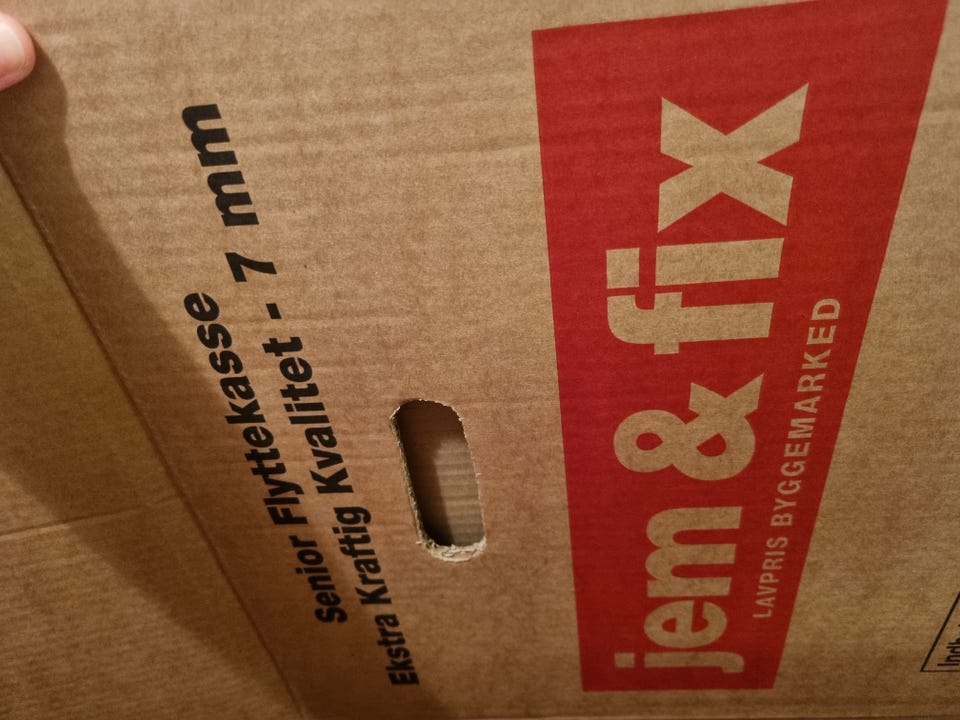 Senior Flyttekasse
Ekstra Kraftig Kvalitet - 7 mm
jem & fix
LAVPRIS BYGGEMARKED